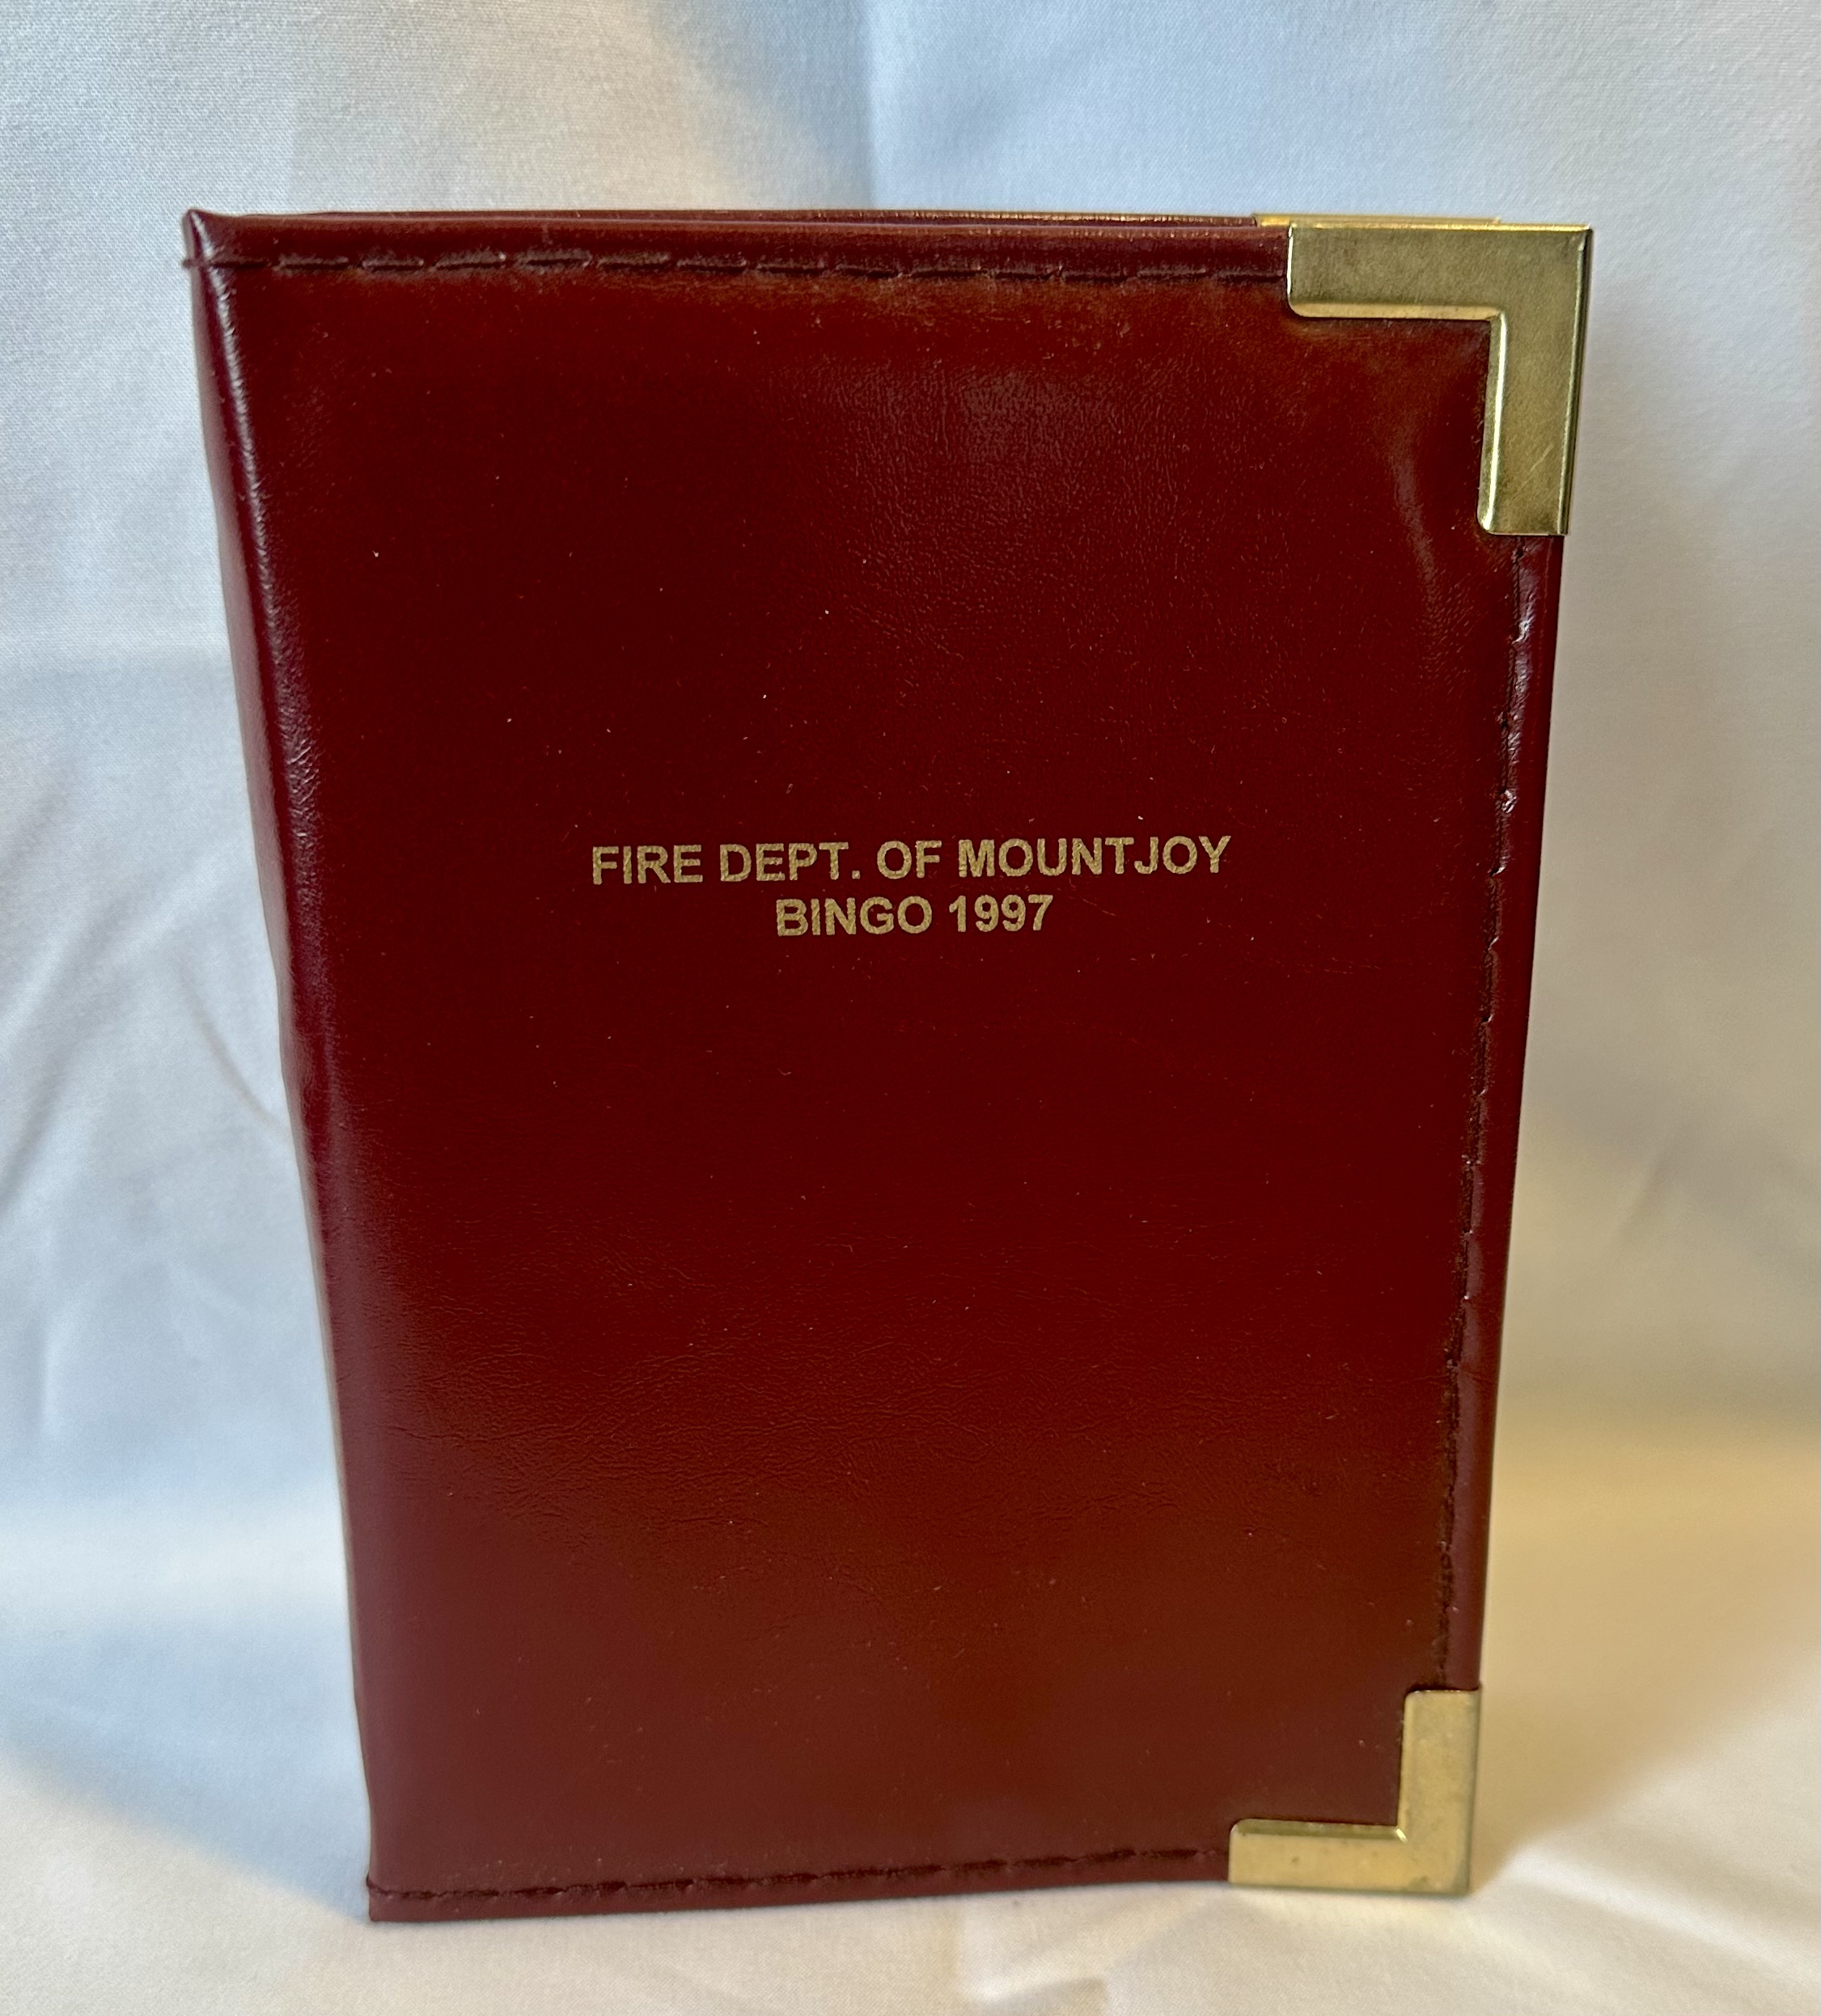 FIRE DEPT. OF MOUNTJOY
BINGO 1997